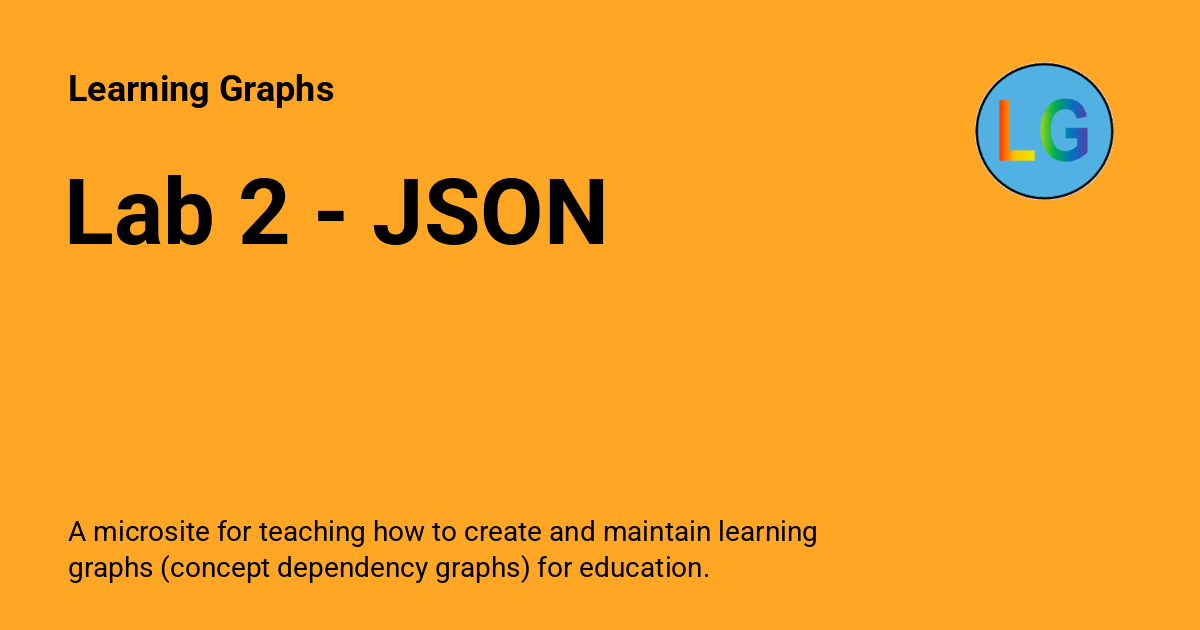 Learning Graphs
LG
Lab 2 - JSON
A microsite for teaching how to create and maintain learning
graphs (concept dependency graphs) for education.